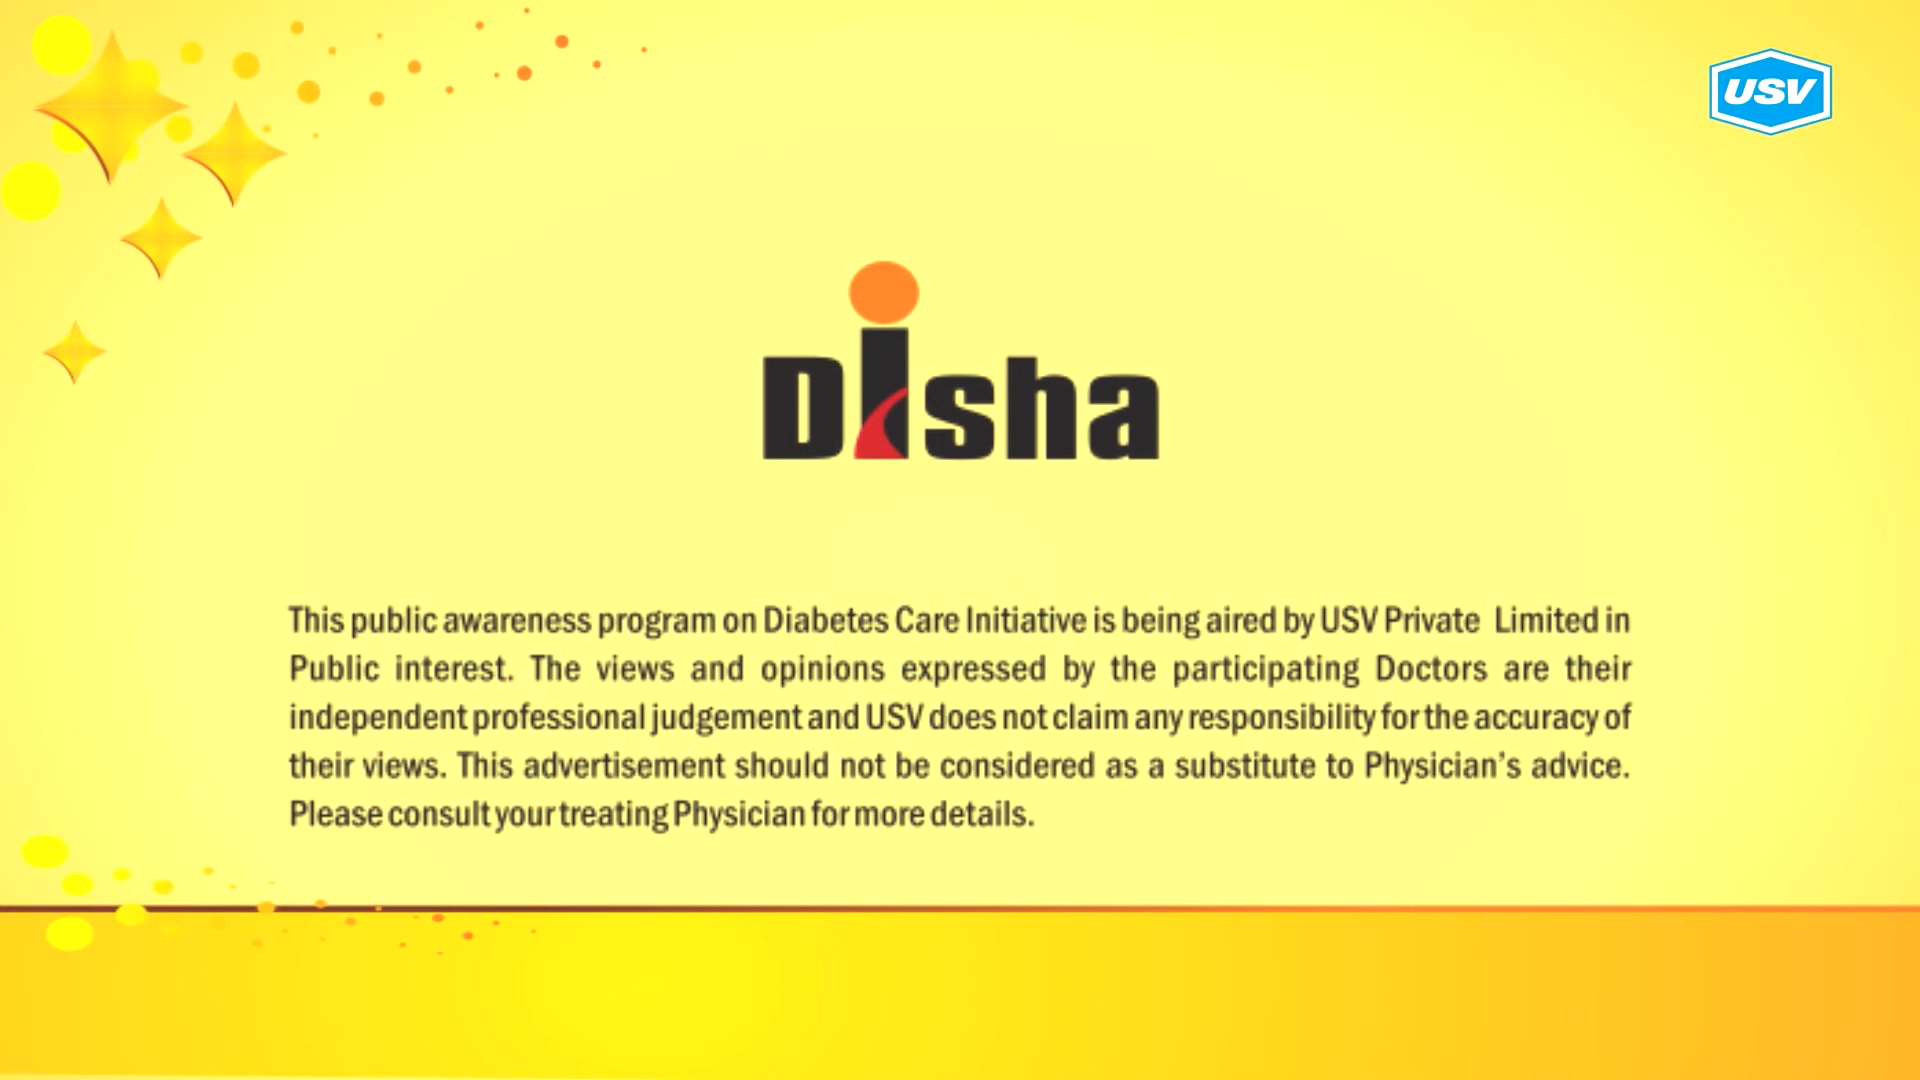 USV
Disha
This public awareness program on Diabetes Care Initiative is being aired by USV Private Limited in
Public interest. The views and opinions expressed by the participating Doctors are their
independent professional judgement and USV does not claim any responsibility for the accuracy of
their views. This advertisement should not be considered as a substitute to Physician’s advice.
Please consult your treating Physician for more details.